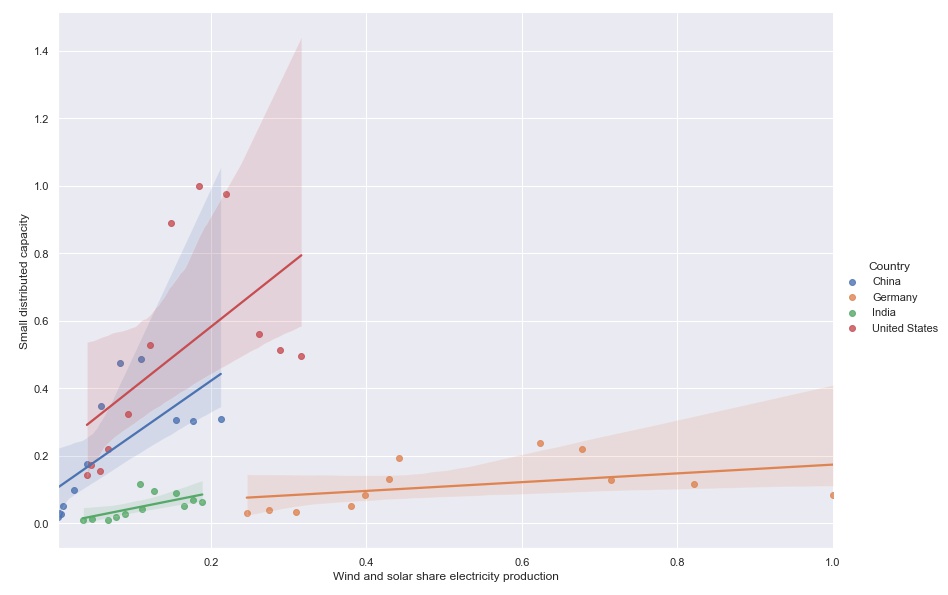 1.4
1.2
1.0
0.8
0.6
0.4
0.2
0.0
Small distributed capacity
0.2 0.4 0.6 0.8 1.0
Wind and solar share electricity production
Country
China
Germany
India
United States